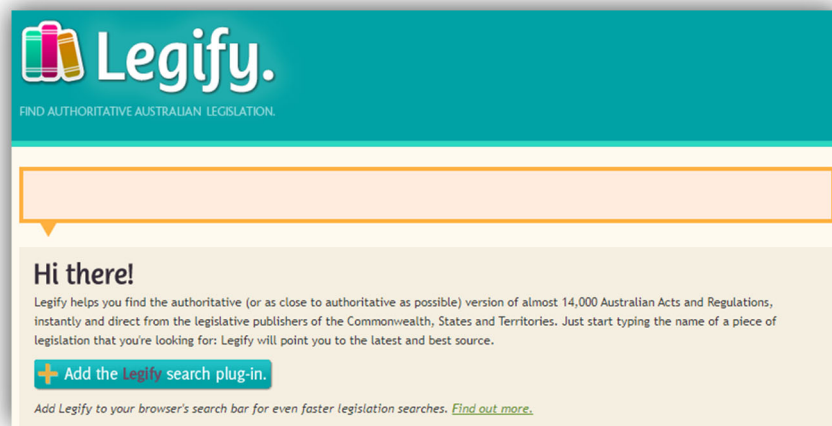 Legify.
FIND AUTHORITATIVE AUSTRALIAN LEGISLATION.
Hi there!
Legify helps you find the authoritative (or as close to authoritative as possible) version of almost 14,000 Australian Acts and Regulations,
instantly and direct from the legislative publishers of the Commonwealth, States and Territories. Just start typing the name of a piece of
legislation that you're looking for: Legify will point you to the latest and best source.
Add the Legify search plug-in.
Add Legify to your browser's search bar for even faster legislation searches. Find out more.